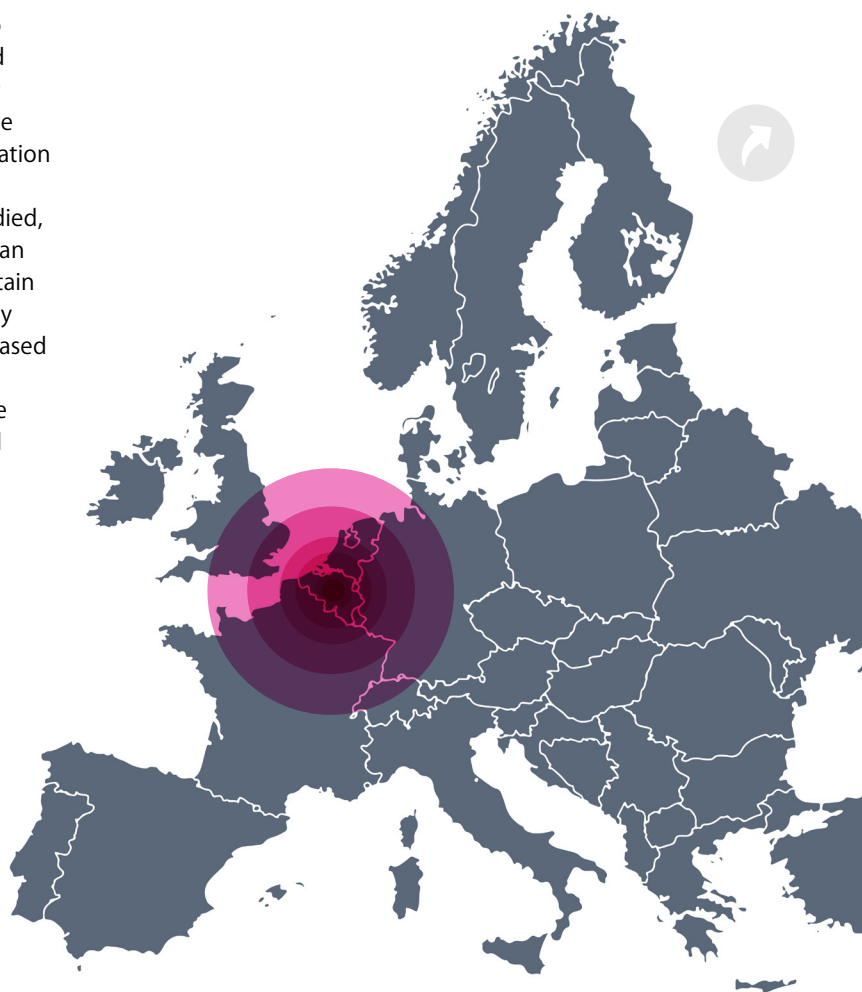 e
ation
died,
an
tain
y
ased
e